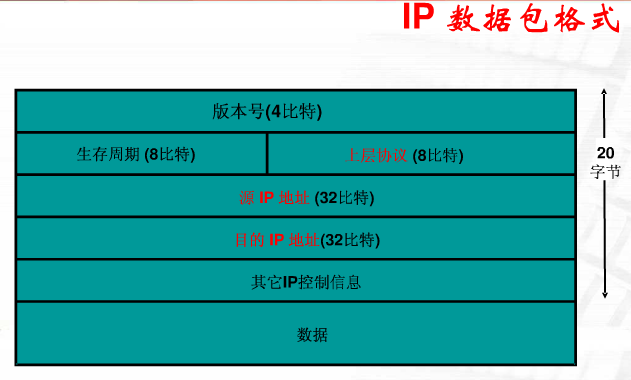 IP 数据包格式
版本号(4比特)
生存周期 (8比特)
上层协议 (8比特)
20
字节
源 IP 地址 (32比特)
目的 IP 地址(32比特)
其它IP控制信息
数据